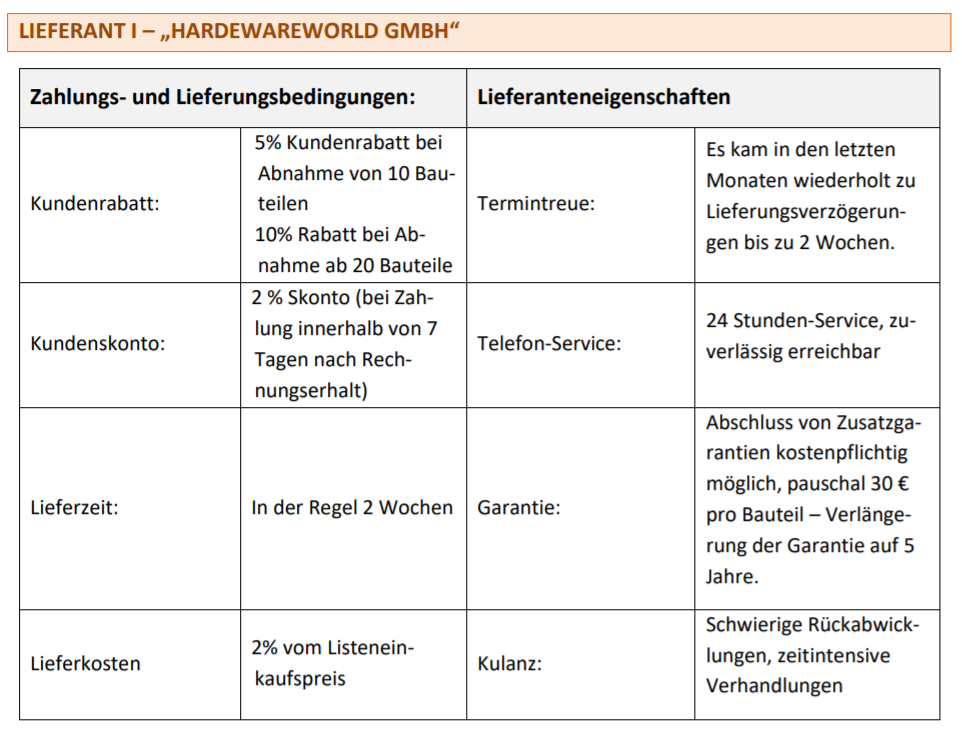 LIEFERANT I – „HARDEWAREWORLD GMBH“
Zahlungs- und Lieferungsbedingungen:
Lieferanteneigenschaften
Kundenrabatt:
5% Kundenrabatt bei
Abnahme von 10 Bau-
teilen
10% Rabatt bei Ab-
nahme ab 20 Bauteile
Termintreue:
Es kam in den letzten
Monaten wiederholt zu
Lieferungsverzögerun-
gen bis zu 2 Wochen.
Kundenskonto:
2 % Skonto (bei Zah-
lung innerhalb von 7
Tagen nach Rech-
nungserhalt)
Telefon-Service:
24 Stunden-Service, zu-
verlässig erreichbar
Lieferzeit:
In der Regel 2 Wochen
Garantie:
Abschluss von Zusatzga-
rantien kostenpflichtig
möglich, pauschal 30 €
pro Bauteil – Verlänge-
rung der Garantie auf 5
Jahre.
Lieferkosten
2% vom Listenein-
kaufspreis
Kulanz:
Schwierige Rückabwick-
lungen, zeitintensive
Verhandlungen